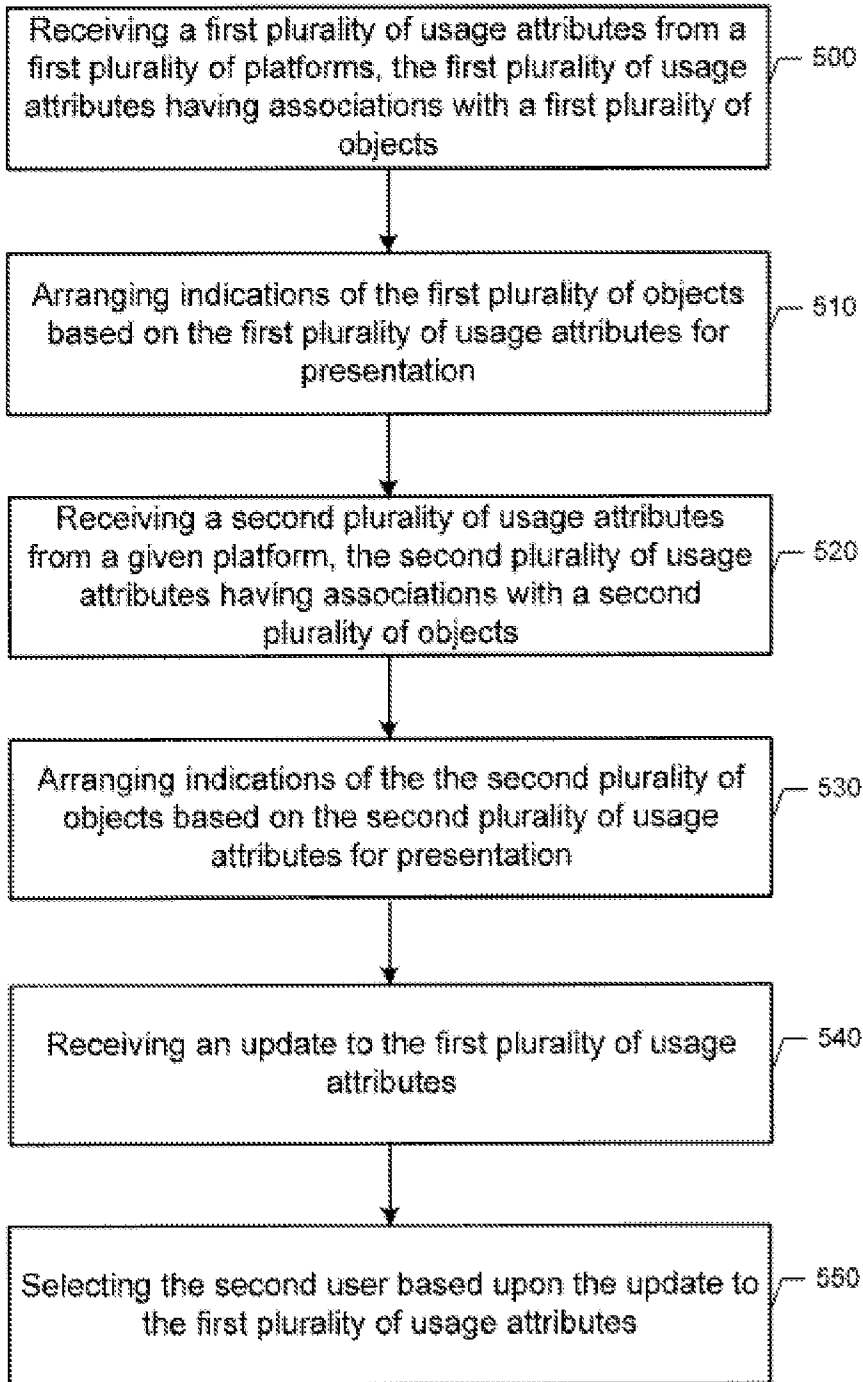 Receiving a first plurality of usage attributes from a
first plurality of platforms, the first plurality of usage
attributes having associations with a first plurality of
objects
500
Arranging indications of the first plurality of objects
based on the first plurality of usage attributes for
presentation
510
Receiving a second plurality of usage attributes
from a given platform, the second plurality of usage
attributes having associations with a second
plurality of objects
520
Arranging indications of the the second plurality of
objects based on the second plurality of usage
attributes for presentation
530
Receiving an update to the first plurality of usage
attributes
540
Selecting the second user based upon the update to
the first plurality of usage attributes
550